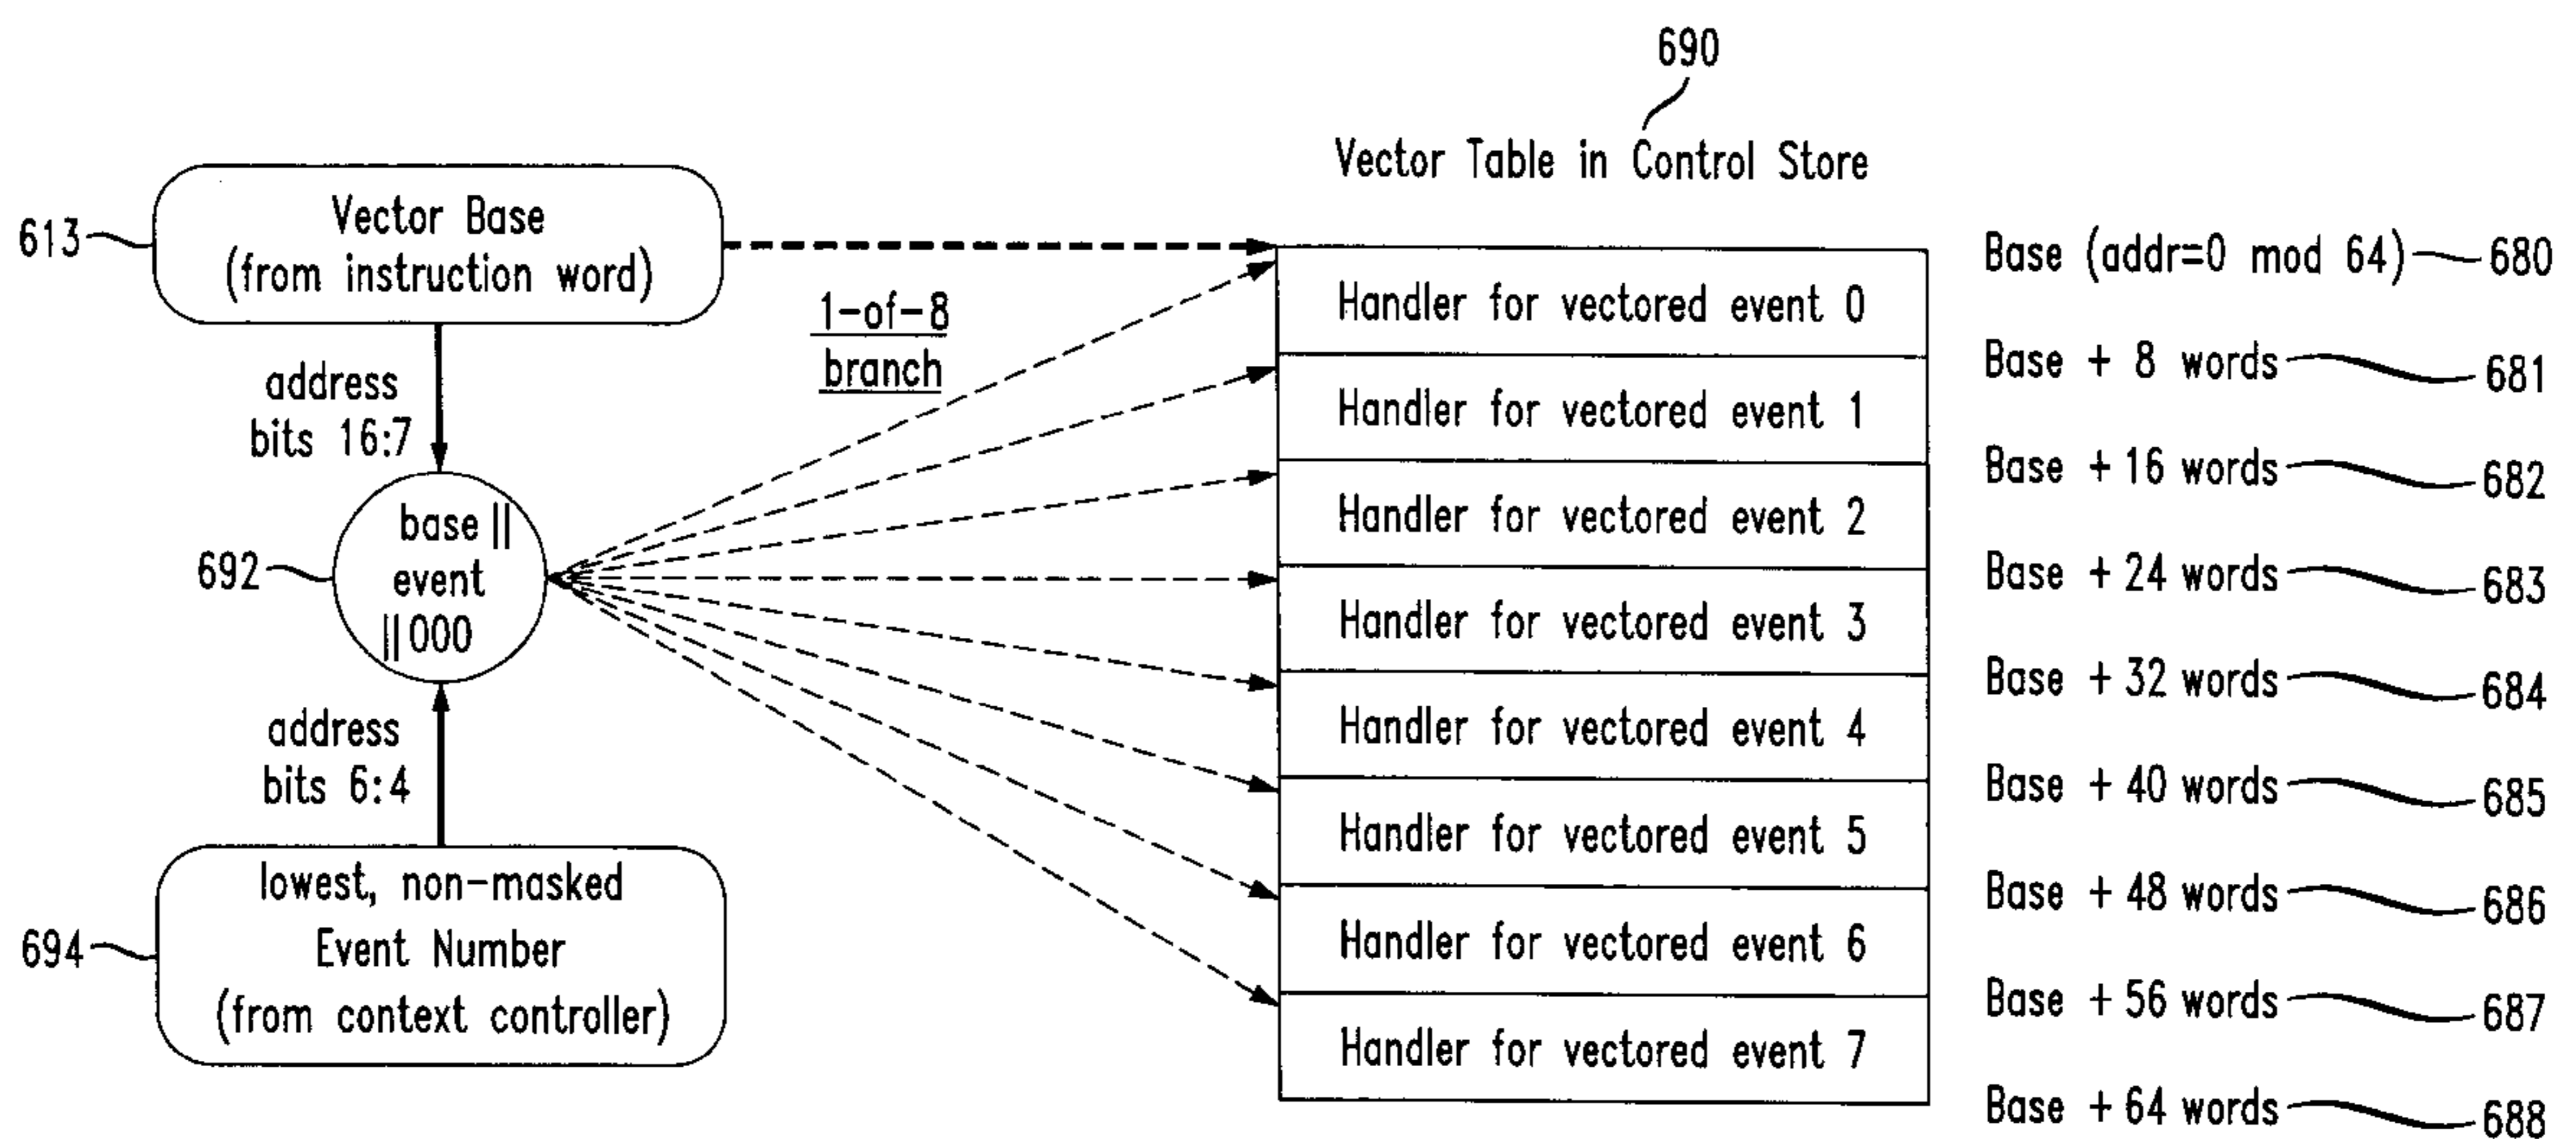 690
Vector Table in Control Store
613
Vector Base
(from instruction word)
address
bits 16:7
1-of-8
branch
692
base ||
event
|| 000
address
bits 6:4
694
lowest, non-masked
Event Number
(from context controller)
Handler for vectored event 0
Handler for vectored event 1
Handler for vectored event 2
Handler for vectored event 3
Handler for vectored event 4
Handler for vectored event 5
Handler for vectored event 6
Handler for vectored event 7
Base (addr=0 mod 64) 680
Base + 8 words 681
Base + 16 words 682
Base + 24 words 683
Base + 32 words 684
Base + 40 words 685
Base + 48 words 686
Base + 56 words 687
Base + 64 words 688